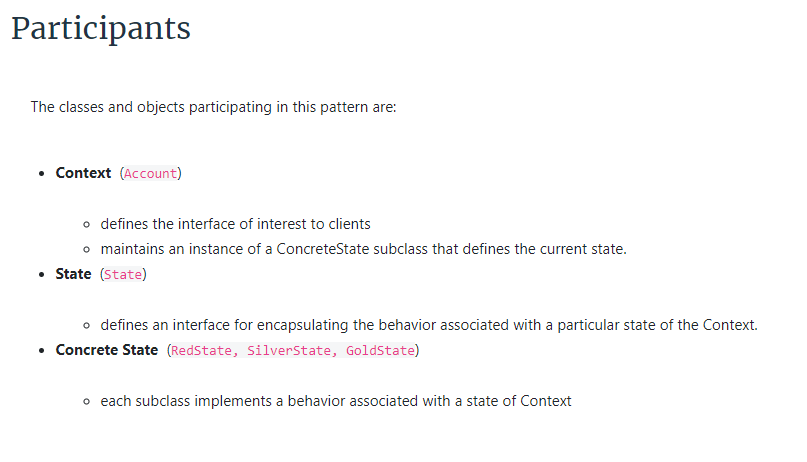 Participants
The classes and objects participating in this pattern are:
Context (Account)
defines the interface of interest to clients
maintains an instance of a ConcreteState subclass that defines the current state.
State (State)
defines an interface for encapsulating the behavior associated with a particular state of the Context.
Concrete State (RedState, SilverState, GoldState)
each subclass implements a behavior associated with a state of Context